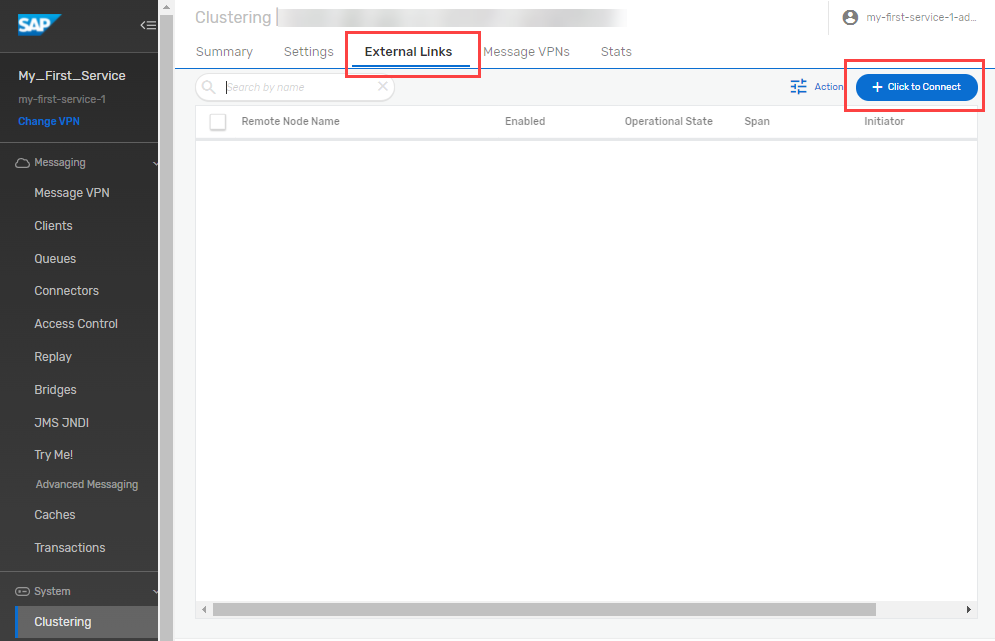 SAP
My_First_Service
my-first-service-1
Change VPN
Messaging
Message VPN
Clients
Queues
Connectors
Access Control
Replay
Bridges
JMS JNDI
Try Me!
Advanced Messaging
Caches
Transactions
System
Clustering
Clustering |
my-first-service-1-ad...
Summary Settings External Links Message VPNs Stats
Search by name
Action
+ Click to Connect
Remote Node Name Enabled Operational State Span Initiator